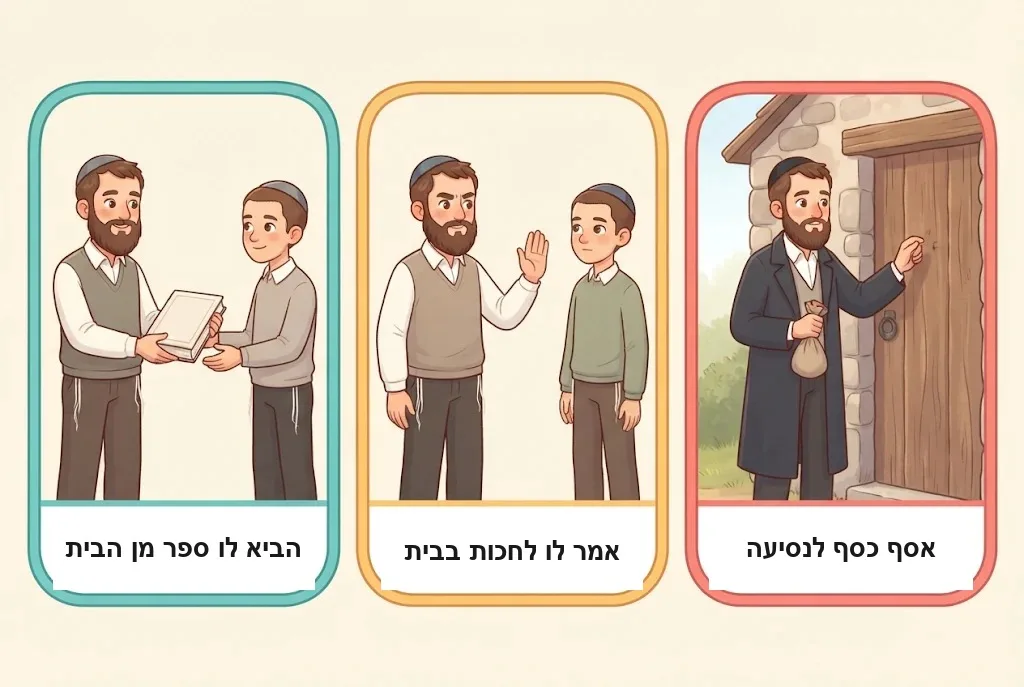 אסף כסף לנסיעה
אמר לו לחכות בבית
הביא לו ספר מן הבית